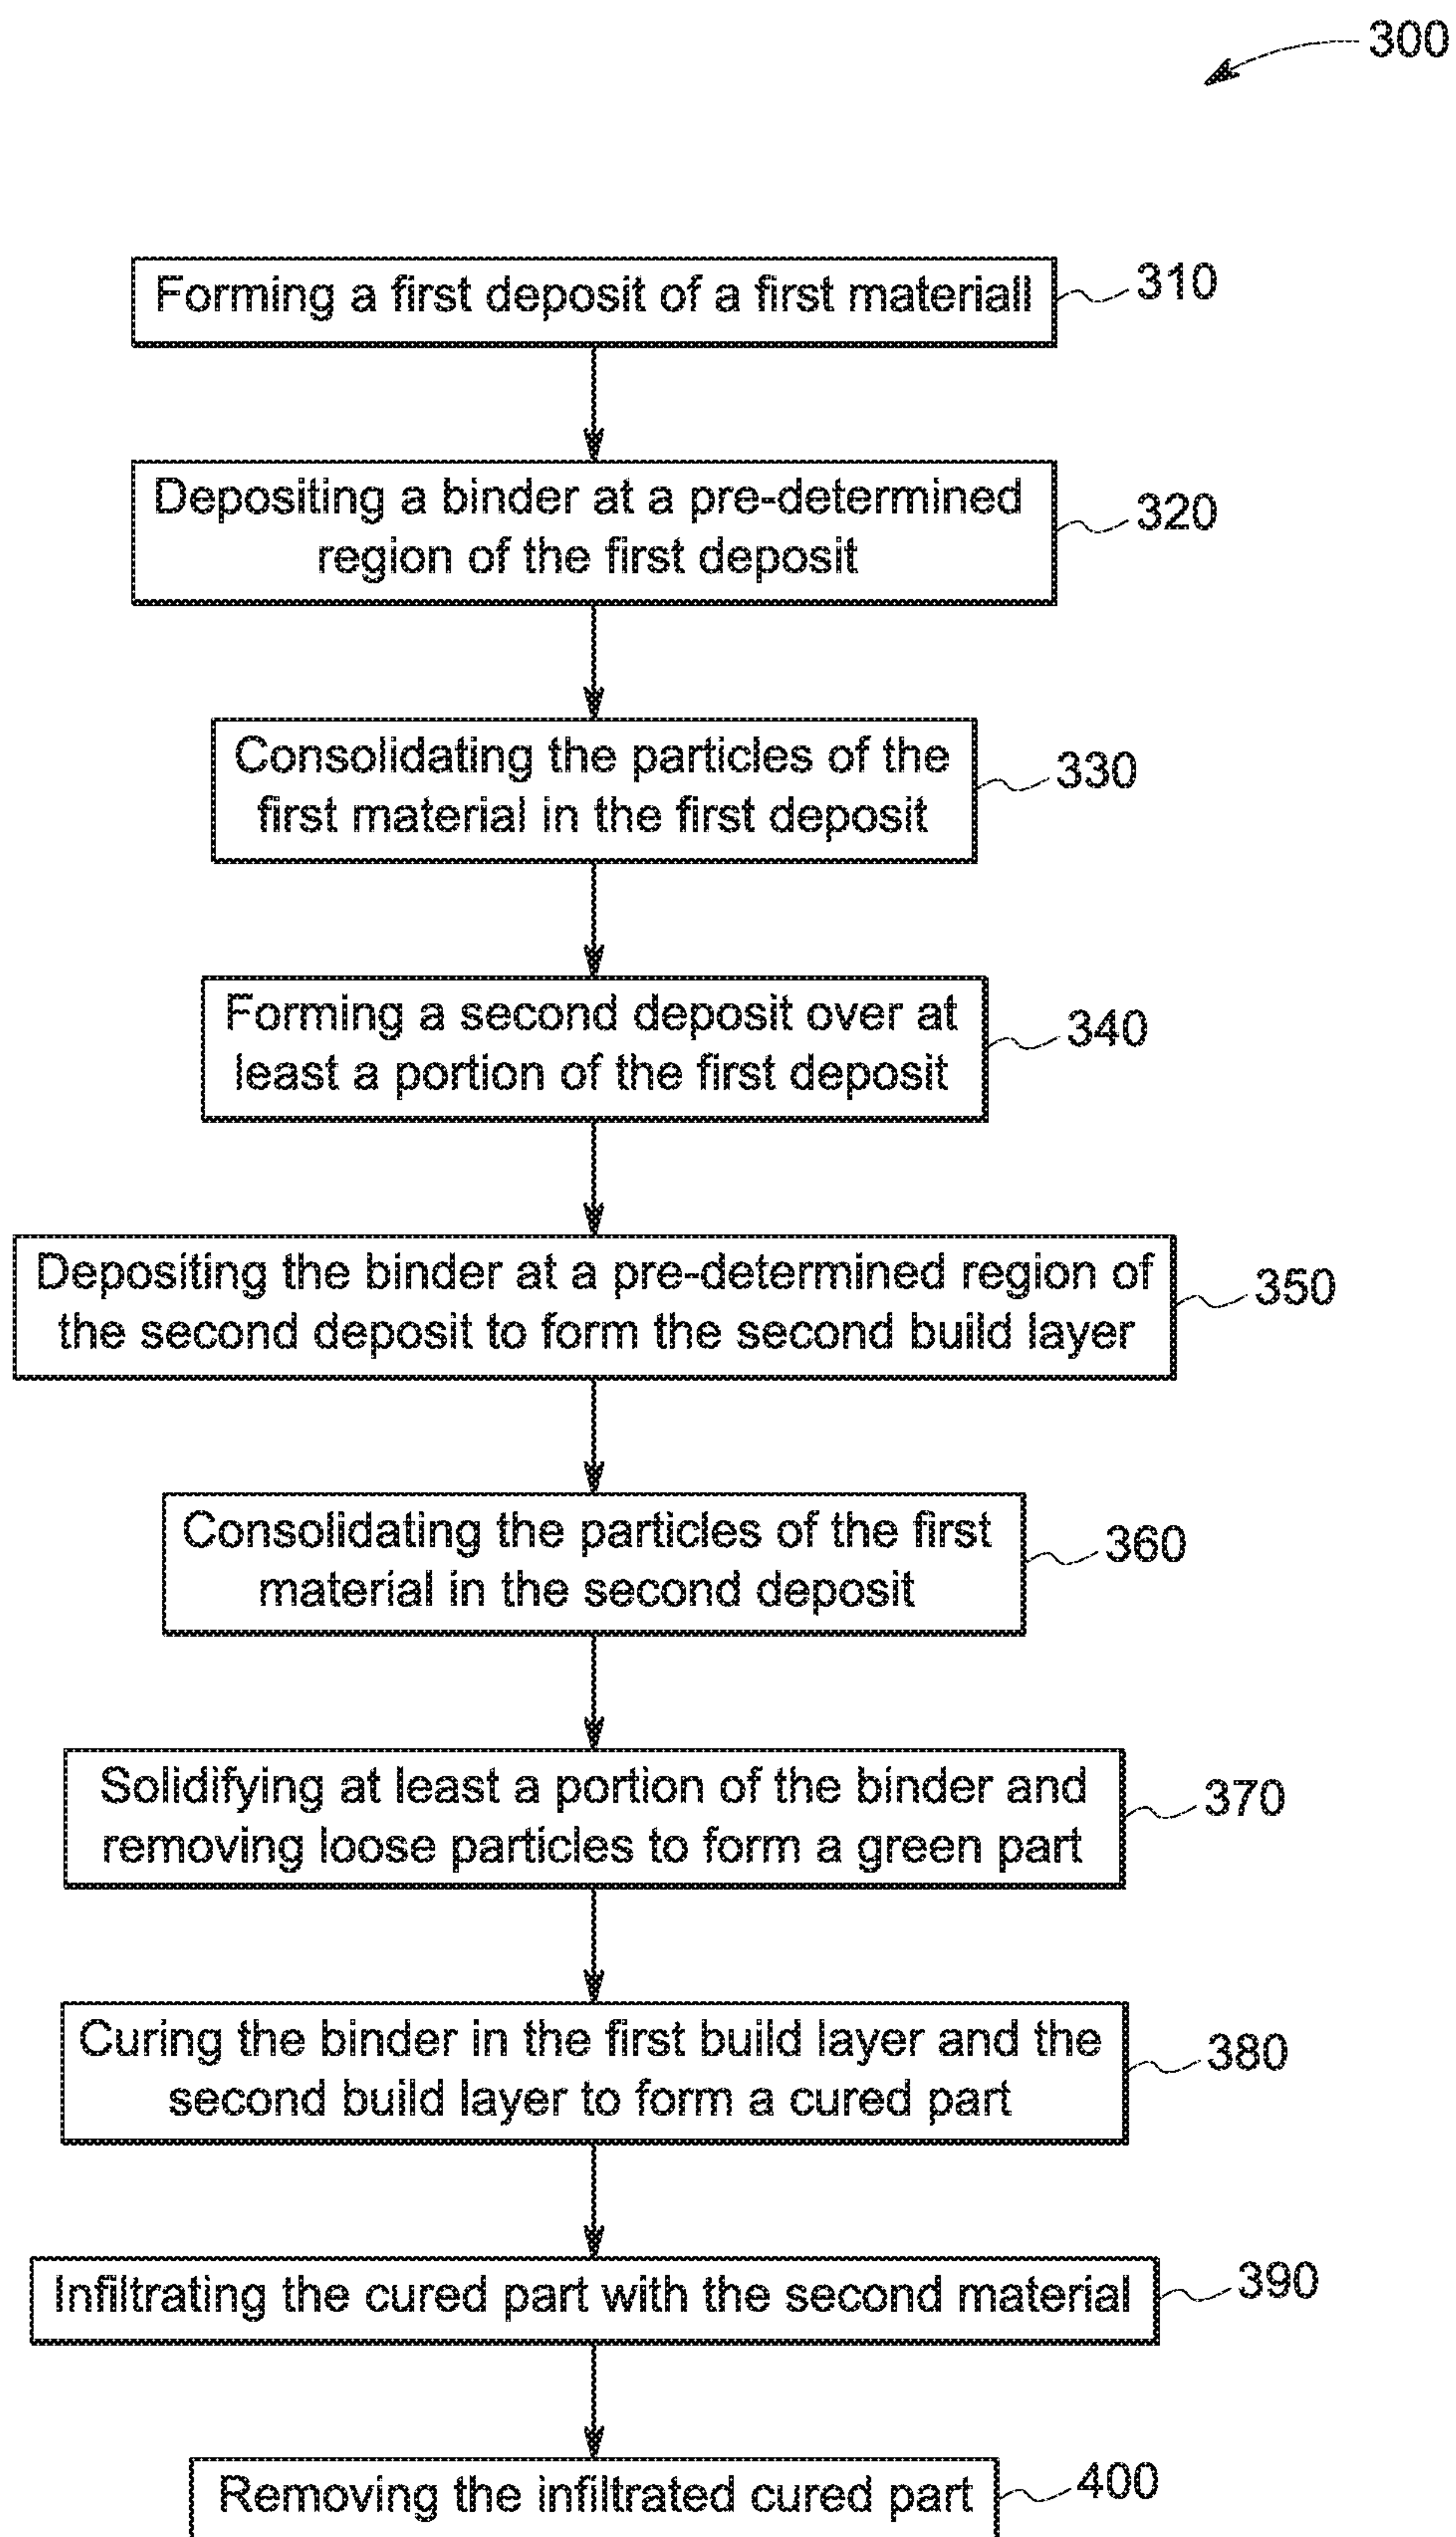 300
Forming a first deposit of a materiall
310
Depositing a binder at a pre-determined
region of the first deposit
320
Consolidating the particles of the
first material in the first deposit
330
Forming a second deposit over at
least a portion of the first deposit
340
Depositing the binder at a pre-determined region of
the second deposit to form the second build layer
350
Consolidating the particles of the first
material in the second deposit
360
Solidifying at least a portion of the binder and
removing loose particles to form a green part
370
Curing the binder in the first build layer and the
second build layer to form a cured part
380
Infiltrating the cured part with the second material
390
Removing the infiltrated cured part
400